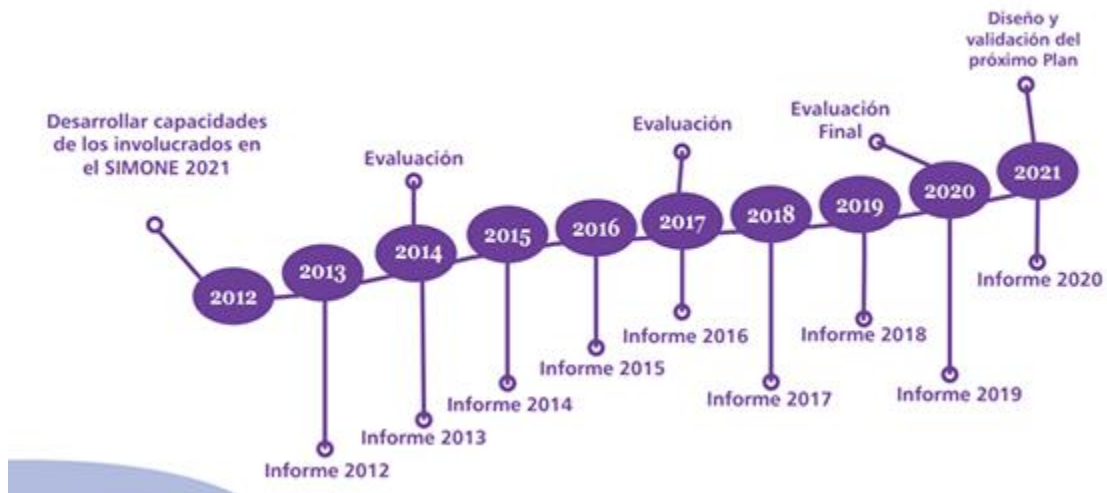 Desarrollar capacidades
de los involucrados en
el SIMONE 2021
Evaluación
Evaluación
Evaluación
Final
Diseño y
validación del
próximo Plan
2012
2013
2014
2015
2016
2017
2018
2019
2020
2021
Informe 2012
Informe 2013
Informe 2014
Informe 2015
Informe 2016
Informe 2017
Informe 2018
Informe 2019
Informe 2020